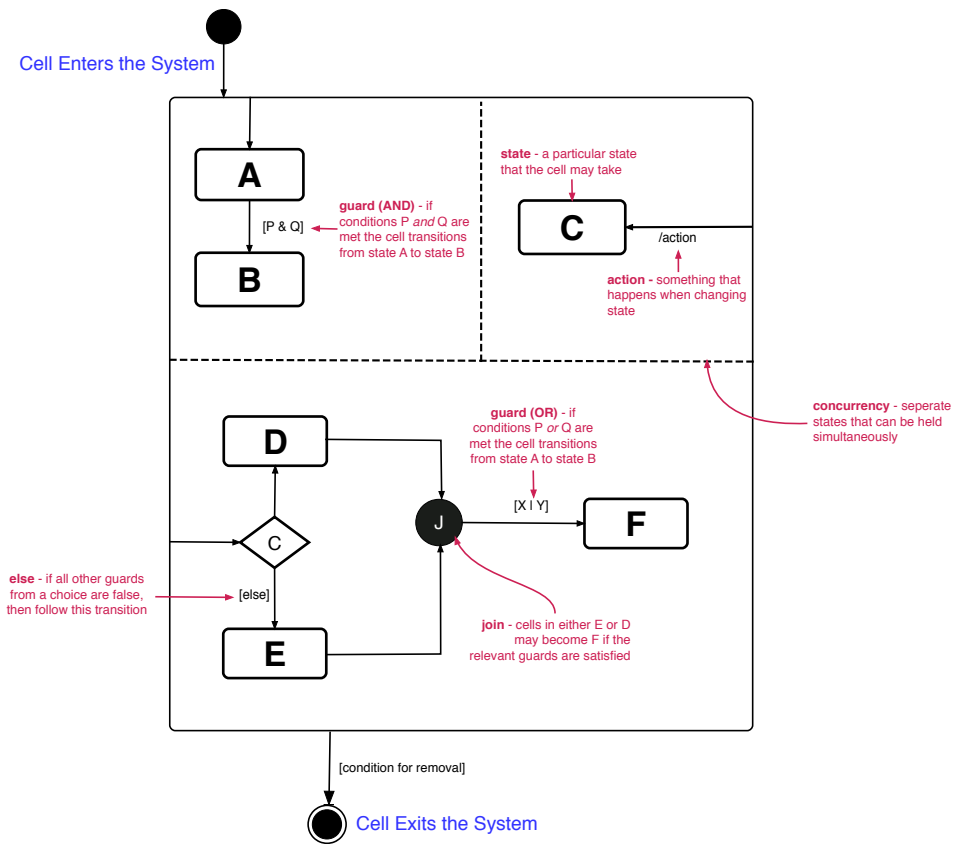 Cell Enters the System
A
[P & Q]
guard (AND) - if
conditions P and Q are
met the cell transitions
from state A to state B
B
state - a particular state
that the cell may take
C
/action
action - something that
happens when changing
state
concurrency - seperate
states that can be held
simultaneously
D
guard (OR) - if
conditions P or Q are
met the cell transitions
from state A to state B
[X | Y]
J
F
C
else - if all other guards
from a choice are false,
then follow this transition
[else]
E
join - cells in either E or D
may become F if the
relevant guards are satisfied
[condition for removal]
Cell Exits the System